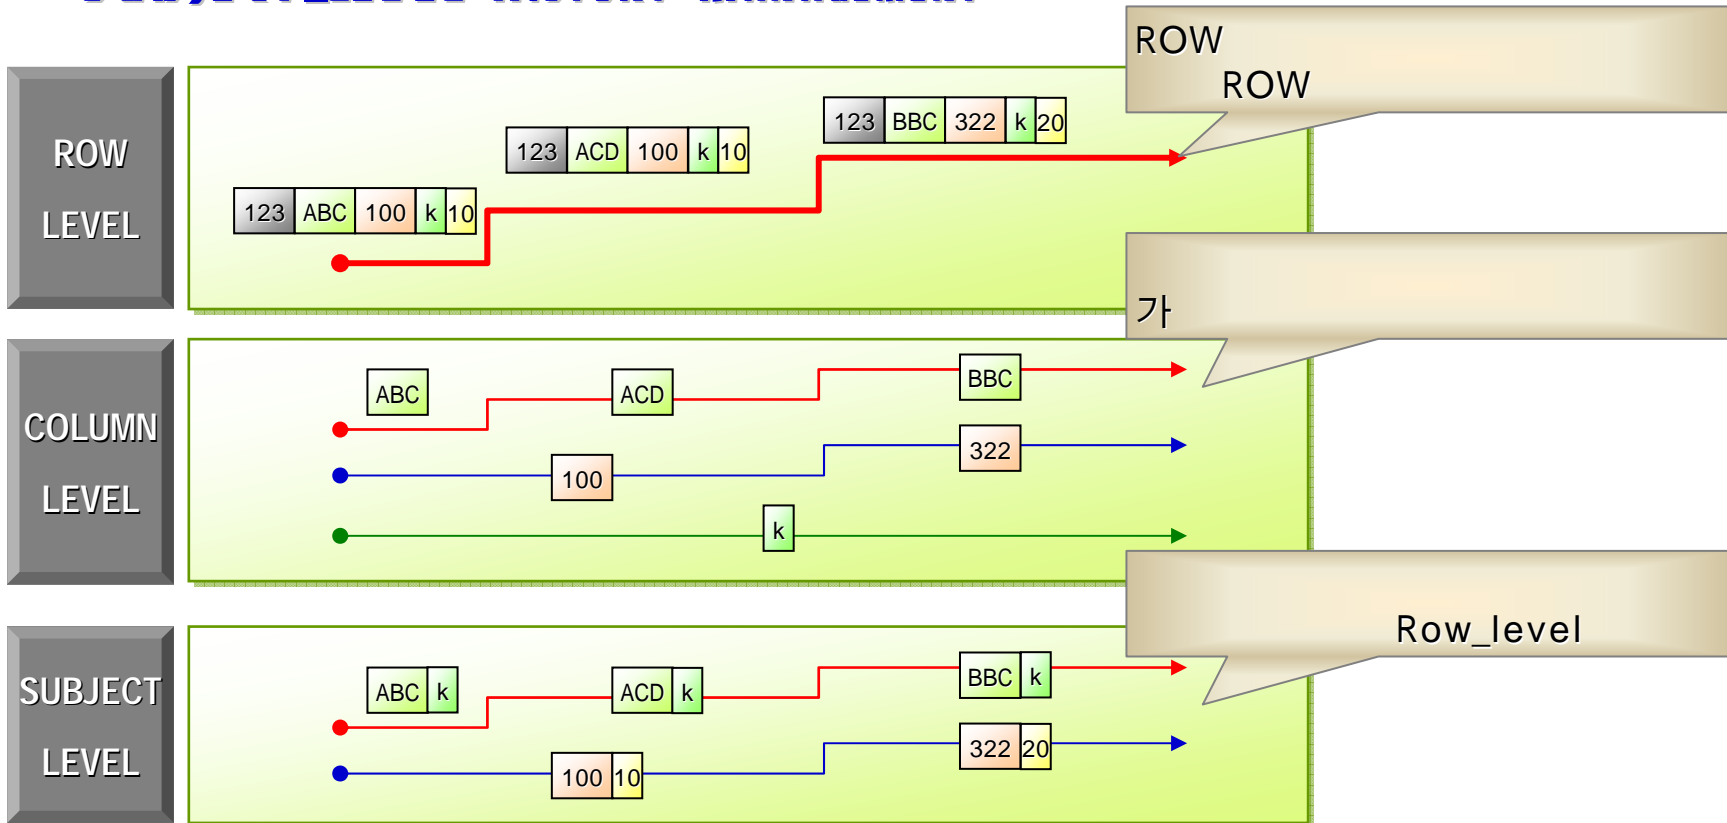 ROW
ROW
ROW
LEVEL
123 ABC 100 k 10
123 ACD 100 k 10
123 BBC 322 k 20
가
COLUMN
LEVEL
ABC ACD BBC
100 322
k
Row_level
SUBJECT
LEVEL
ABC k ACD k BBC k
100 10 322 20